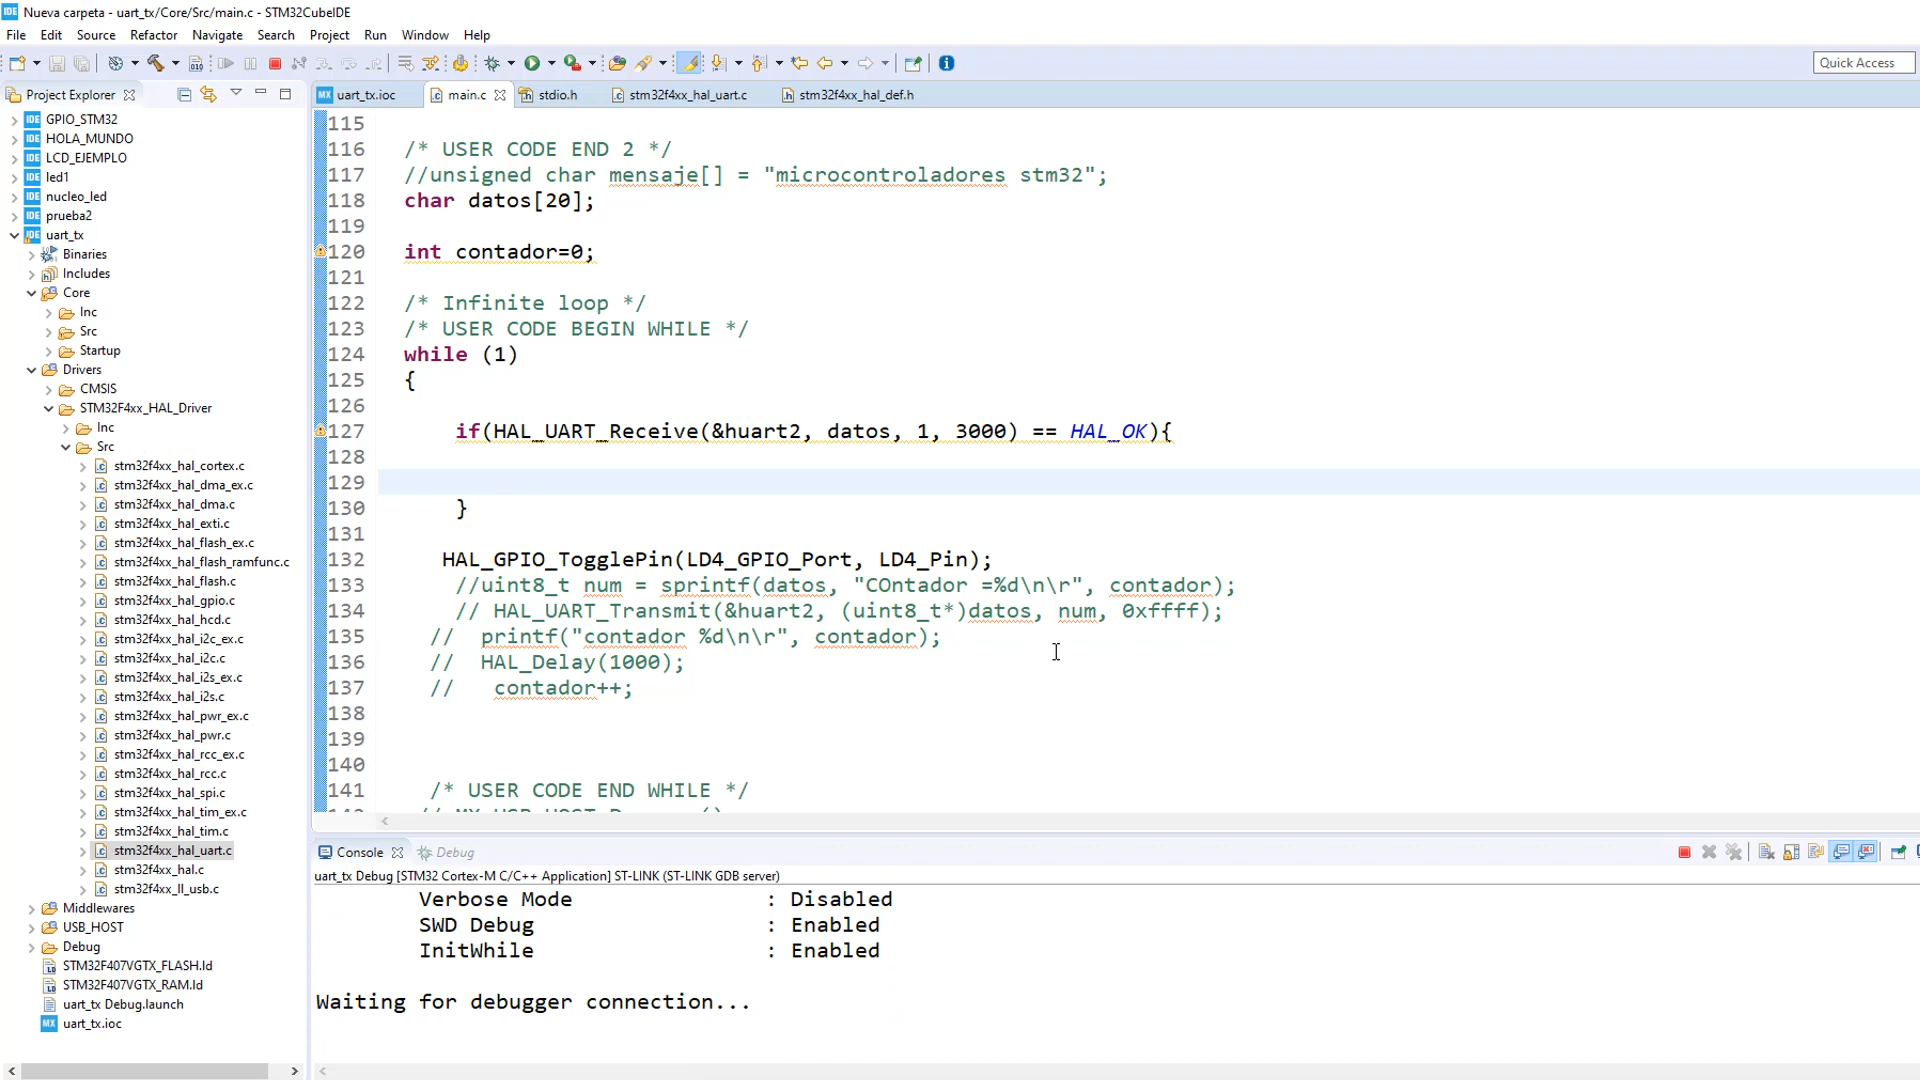 Nueva carpeta - uart_tx/Core/Src/main.c - STM32CubeIDE
File Edit Source Refactor Navigate Search Project Run Window Help
Quick Access
Project Explorer
uart_tx.ioc main.c stdio.h stm32f4xx_hal_uart.c stm32f4xx_hal_def.h
GPIO_STM32
HOLA_MUNDO
LCD_EJEMPLO
led1
nucleo_led
prueba2
uart_tx
Binaries
Includes
Core
Inc
Src
Startup
Drivers
CMSIS
STM32F4xx_HAL_Driver
Inc
Src
stm32f4xx_hal_cortex.c
stm32f4xx_hal_dma_ex.c
stm32f4xx_hal_dma.c
stm32f4xx_hal_exti.c
stm32f4xx_hal_flash_ex.c
stm32f4xx_hal_flash_ramfunc.c
stm32f4xx_hal_flash.c
stm32f4xx_hal_gpio.c
stm32f4xx_hal_hcd.c
stm32f4xx_hal_i2c_ex.c
stm32f4xx_hal_i2c.c
stm32f4xx_hal_i2s_ex.c
stm32f4xx_hal_i2s.c
stm32f4xx_hal_pwr_ex.c
stm32f4xx_hal_pwr.c
stm32f4xx_hal_rcc_ex.c
stm32f4xx_hal_rcc.c
stm32f4xx_hal_spi.c
stm32f4xx_hal_tim_ex.c
stm32f4xx_hal_tim.c
stm32f4xx_hal_uart.c
stm32f4xx_hal.c
stm32f4xx_ll_usb.c
Middlewares
USB_HOST
Debug
STM32F407VGTX_FLASH.ld
STM32F407VGTX_RAM.ld
uart_tx Debug.launch
uart_tx.ioc
115
116 /* USER CODE END 2 */
117 //unsigned char mensaje[] = "microcontroladores stm32";
118 char datos[20];
119
120 int contador=0;
121
122 /* Infinite loop */
123 /* USER CODE BEGIN WHILE */
124 while (1)
125 {
126
127 if(HAL_UART_Receive(&huart2, datos, 1, 3000) == HAL_OK){
128
129
130 }
131
132 HAL_GPIO_TogglePin(LD4_GPIO_Port, LD4_Pin);
133 //uint8_t num = sprintf(datos, "COntador =%d\n\r", contador);
134 // HAL_UART_Transmit(&huart2, (uint8_t*)datos, num, 0xffff);
135 // printf("contador %d\n\r", contador);
136 // HAL_Delay(1000);
137 // contador++;
138
139
140
141 /* USER CODE END WHILE */
Console Debug
uart_tx Debug [STM32 Cortex-M C/C++ Application] ST-LINK (ST-LINK GDB server)
Verbose Mode : Disabled
SWD Debug : Enabled
InitWhile : Enabled
Waiting for debugger connection...